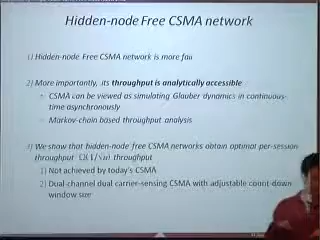 Hidden-node Free CSMA network
1) Hidden-node Free CSMA network is more fair
2) More importantly, its throughput is analytically accessible
CSMA can be viewed as simulating Glauber dynamics in continuous-
time asynchronously
Markov-chain based throughput analysis
3) We show that hidden-node free CSMA networks obtain optimal per-session
throughput throughput
1) Not achieved by today's CSMA
2) Dual-channel dual carrier-sensing CSMA with adjustable count-down
window size